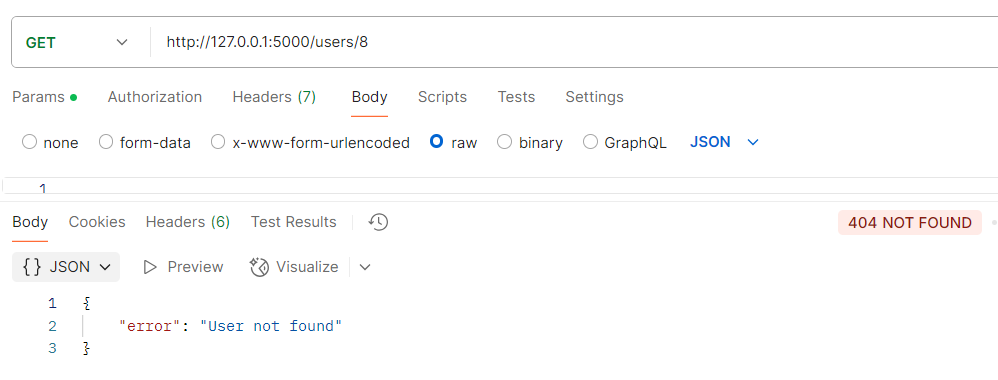 GET http://127.0.0.1:5000/users/8
Params Authorization Headers (7) Body Scripts Tests Settings
none form-data x-www-form-urlencoded raw binary GraphQL JSON
1
Body Cookies Headers (6) Test Results 404 NOT FOUND
{} JSON Preview Visualize
1 {
2 "error": "User not found"
3 }